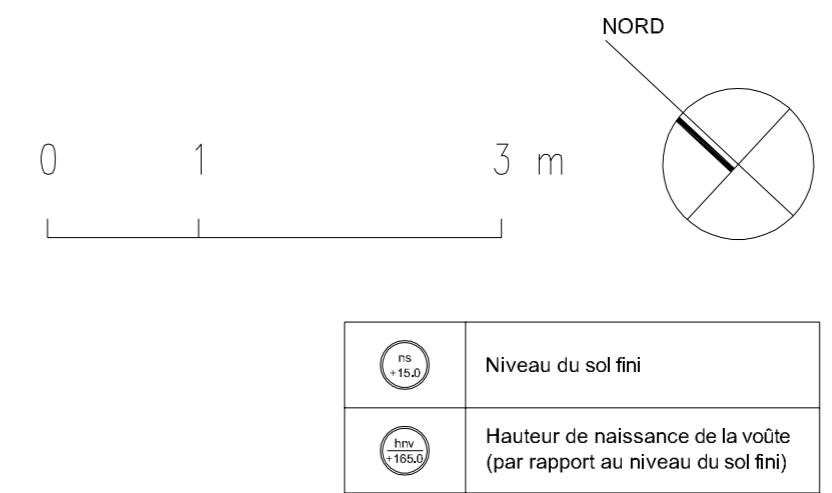 NORD
0 1 3 m
ns
+15.0
Niveau du sol fini
hnv
+165.0
Hauteur de naissance de la voûte
(par rapport au niveau du sol fini)